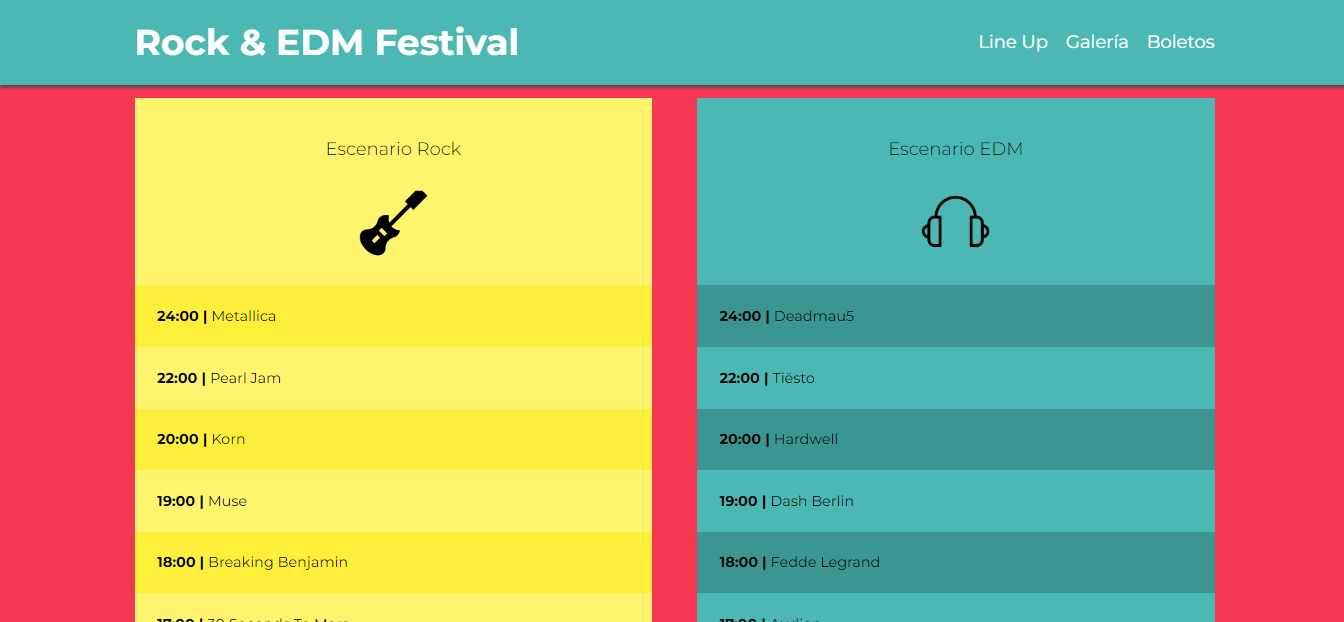 Rock & EDM Festival
Line Up Galería Boletos
Escenario Rock
24:00 | Metallica
22:00 | Pearl Jam
20:00 | Korn
19:00 | Muse
18:00 | Breaking Benjamin
Escenario EDM
24:00 | Deadmau5
22:00 | Tiësto
20:00 | Hardwell
19:00 | Dash Berlin
18:00 | Fedde Legrand